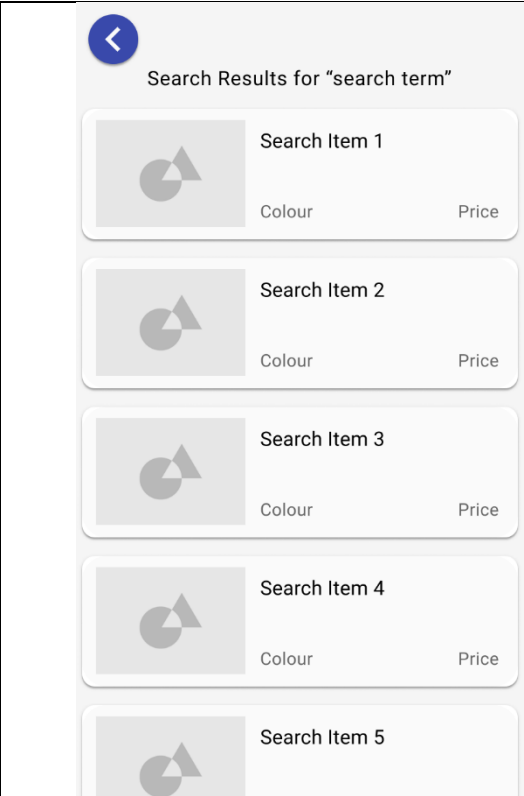 Search Results for “search term”
Search Item 1
Colour Price
Search Item 2
Colour Price
Search Item 3
Colour Price
Search Item 4
Colour Price
Search Item 5